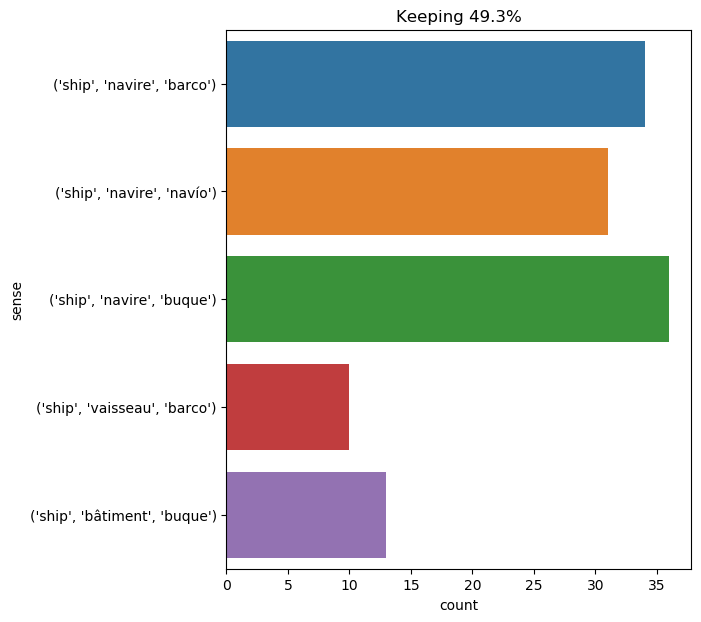 Keeping 49.3%
('ship', 'navire', 'barco')
('ship', 'navire', 'navío')
('ship', 'navire', 'buque')
('ship', 'vaisseau', 'barco')
('ship', 'bâtiment', 'buque')
sense
0 5 10 15 20 25 30 35
count